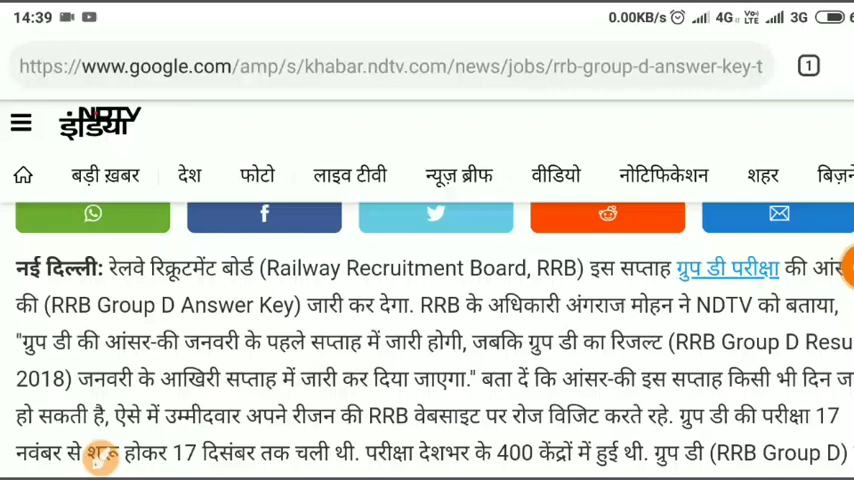 14:39 0.00KB/s 4G VoLTE 3G
https://www.google.com/amp/s/khabar.ndtv.com/news/jobs/rrb-group-d-answer-key-t 1
NDTV
इंडिया
बड़ी ख़बर देश फोटो लाइव टीवी न्यूज़ ब्रीफ वीडियो नोटिफिकेशन शहर
नई दिल्ली: रेलवे रिक्रूटमेंट बोर्ड (Railway Recruitment Board, RRB) इस सप्ताह ग्रुप डी परीक्षा की
की (RRB Group D Answer Key) जारी कर देगा. RRB के अधिकारी अंगराज मोहन ने NDTV को बताया,
"ग्रुप डी की आंसर-की जनवरी के पहले सप्ताह में जारी होगी, जबकि ग्रुप डी का रिजल्ट (RRB Group D Resu
2018) जनवरी के आखिरी सप्ताह में जारी कर दिया जाएगा." बता दें कि आंसर-की इस सप्ताह किसी भी दिन
हो सकती है, ऐसे में उम्मीदवार अपने रीजन की RRB वेबसाइट पर रोज विजिट करते रहे. ग्रुप डी की परीक्षा 17
नवंबर से शुरू होकर 17 दिसंबर तक चली थी. परीक्षा देशभर के 400 केंद्रों में हुई थी. ग्रुप डी (RRB Group D)